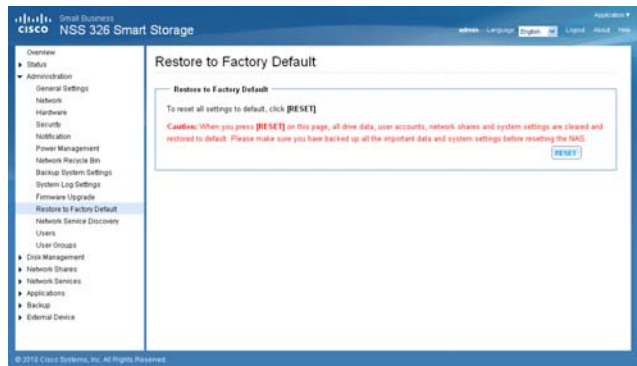 Small Business
cisco NSS 326 Smart Storage
Application
admin Language English Logout About Help
Overview
Status
Administration
General Settings
Network
Hardware
Security
Notification
Power Management
Network Recycle Bin
Backup System Settings
System Log Settings
Firmware Upgrade
Restore to Factory Default
Network Service Discovery
Users
User Groups
Disk Management
Network Shares
Network Services
Applications
Backup
External Device
Restore to Factory Default
Restore to Factory Default
To reset all settings to default, click [RESET].
Caution: When you press [RESET] on this page, all drive data, user accounts, network shares and system settings are cleared and
restored to default. Please make sure you have backed up all the important data and system settings before resetting the NAS.
RESET
© 2010 Cisco Systems, Inc. All Rights Reserved.